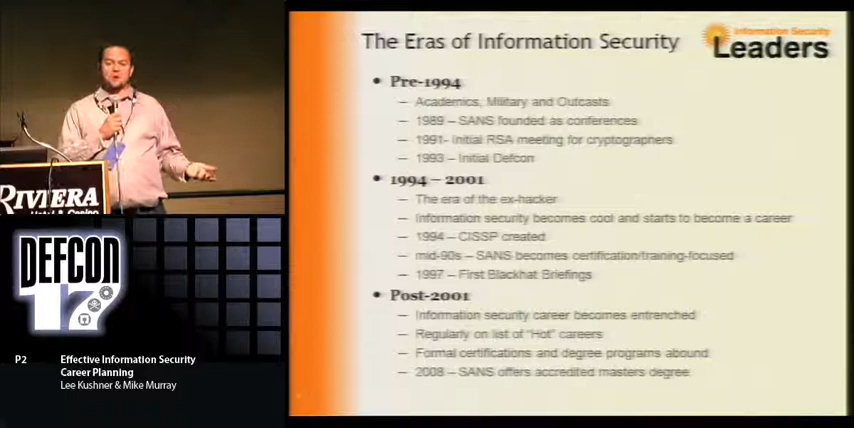 The Eras of Information Security
Information Security
Leaders
• Pre-1994
– Academics, Military and Outcasts
– 1989 – SANS founded as conferences
– 1991- Initial RSA meeting for cryptographers
– 1993 – Initial Defcon
• 1994 – 2001
– The era of the ex-hacker
– Information security becomes cool and starts to become a career
– 1994 – CISSP created
– mid-90s – SANS becomes certification/training-focused
– 1997 – First Blackhat Briefings
• Post-2001
– Information security career becomes entrenched
– Regularly on list of "Hot" careers
– Formal certifications and degree programs abound
– 2008 – SANS offers accredited masters degree
RIVIERA
Hotel & Casino
DEFCON
17
P2 Effective Information Security
Career Planning
Lee Kushner & Mike Murray